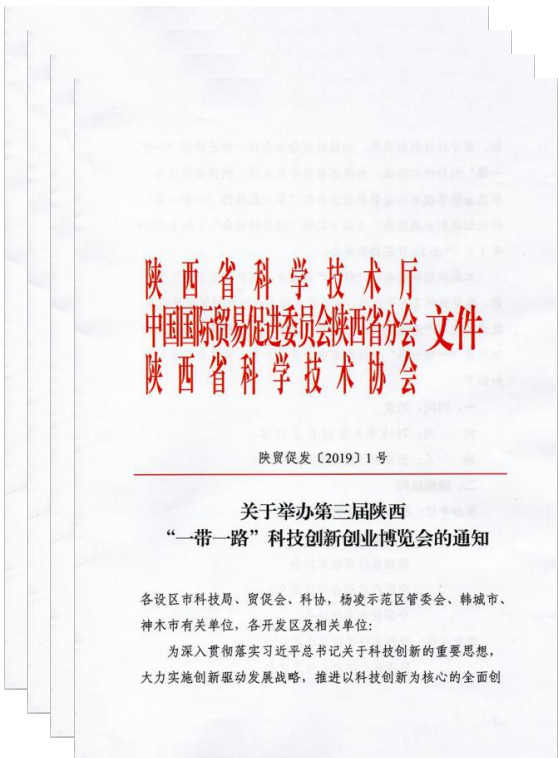 陕西省科学技术厅
中国国际贸易促进委员会陕西省分会 文件
陕西省科学技术协会
陕贸促发〔2019〕1号
关于举办第三届陕西
“一带一路”科技创新创业博览会的通知
各设区市科技局、贸促会、科协，杨凌示范区管委会、韩城市、
神木市有关单位，各开发区及相关单位：
为深入贯彻落实习近平总书记关于科技创新的重要思想，
大力实施创新驱动发展战略，推进以科技创新为核心的全面创